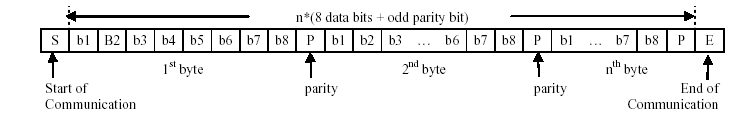 n*(8 data bits + odd parity bit)
S b1 B2 b3 b4 b5 b6 b7 b8 P b1 b2 b3 … b6 b7 b8 P b1 … b7 b8 P E
1st byte 2nd byte nth byte
Start of Communication parity parity End of Communication